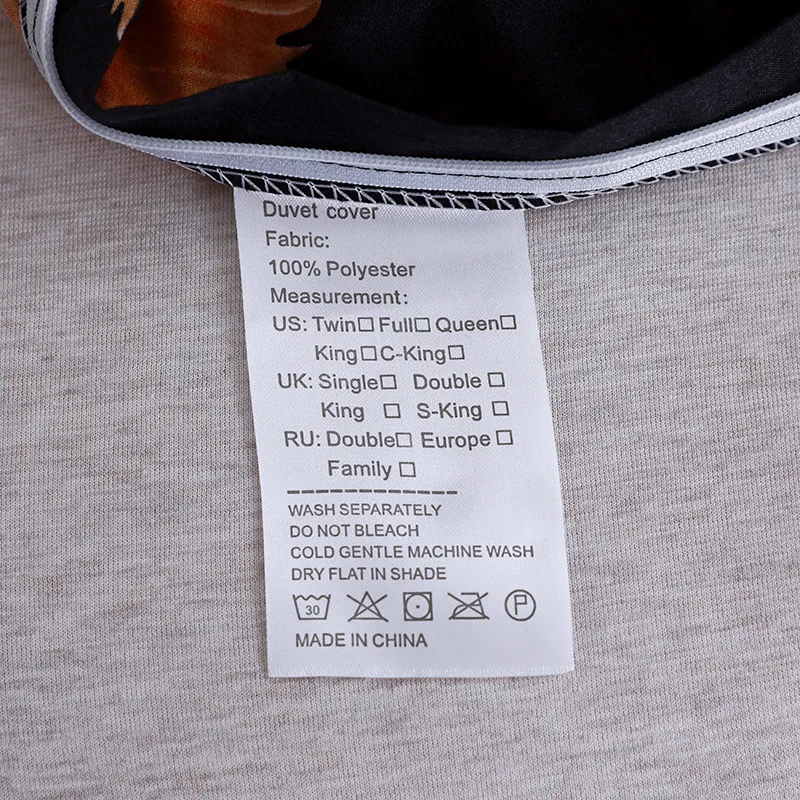 Duvet cover
Fabric:
100% Polyester
Measurement:
US: Twin☐ Full☐ Queen☐
King☐ C-King☐
UK: Single☐ Double ☐
King ☐ S-King ☐
RU: Double☐ Europe ☐
Family ☐
WASH SEPARATELY
DO NOT BLEACH
COLD GENTLE MACHINE WASH
DRY FLAT IN SHADE
30 P
MADE IN CHINA